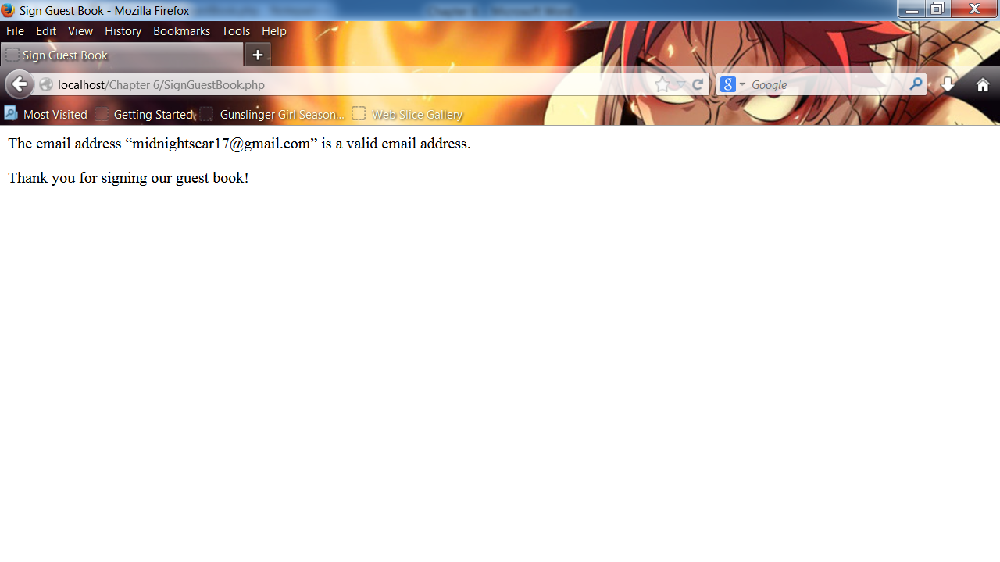 Sign Guest Book - Mozilla Firefox
File Edit View History Bookmarks Tools Help
Sign Guest Book
localhost/Chapter 6/SignGuestBook.php
Google
Most Visited Getting Started Gunslinger Girl Season... Web Slice Gallery
The email address “midnightscar17@gmail.com” is a valid email address.
Thank you for signing our guest book!